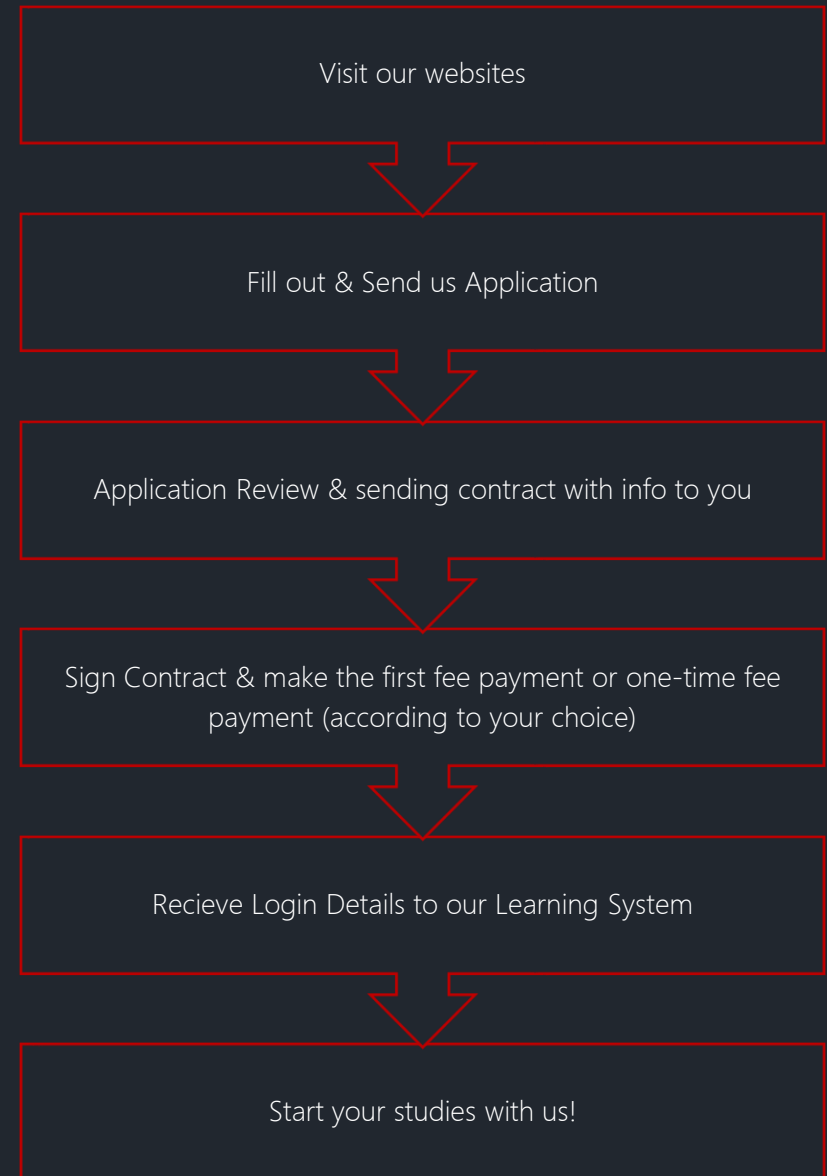 Visit our websites
Fill out & Send us Application
Application Review & sending contract with info to you
Sign Contract & make the first fee payment or one-time fee
payment (according to your choice)
Recieve Login Details to our Learning System
Start your studies with us!